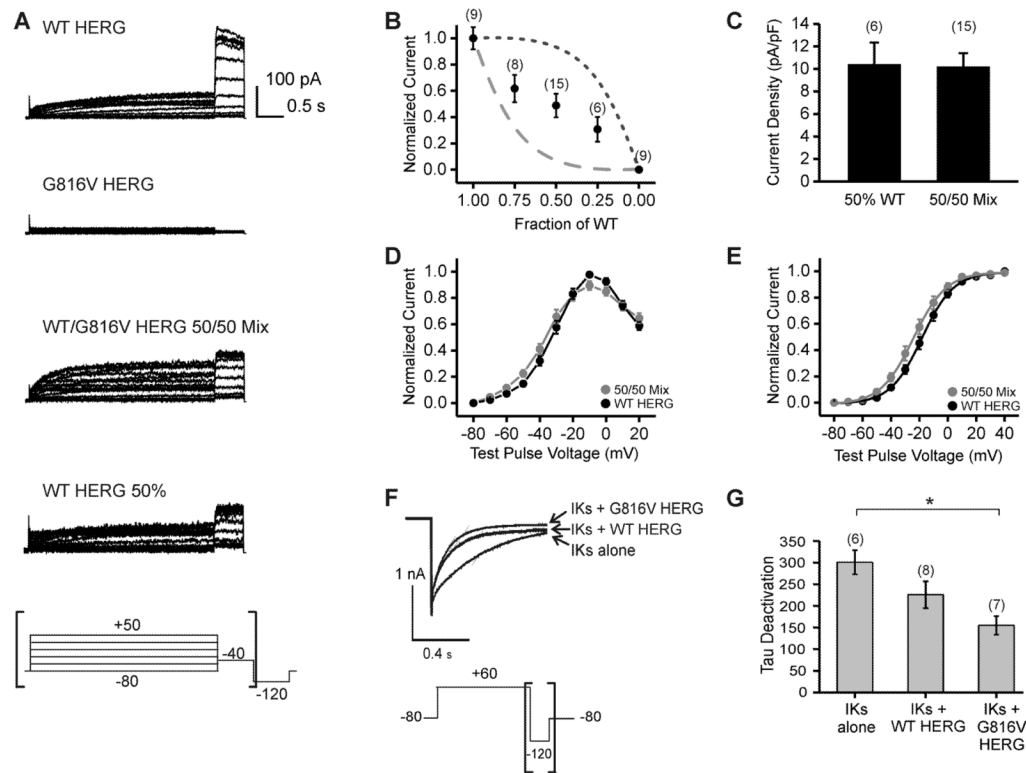 A
WT HERG
100 pA
0.5 s
G816V HERG
WT/G816V HERG 50/50 Mix
WT HERG 50%
+50
-40
-80
-120
B
Normalized Current
1.0
0.8
0.6
0.4
0.2
0.0
(9)
(8)
(15)
(6)
(9)
1.00 0.75 0.50 0.25 0.00
Fraction of WT
C
Current Density (pA/pF)
14
12
10
8
6
4
2
0
(6)
(15)
50% WT
50/50 Mix
D
Normalized Current
1.0
0.8
0.6
0.4
0.2
0.0
50/50 Mix
WT HERG
-80 -60 -40 -20 0 20
Test Pulse Voltage (mV)
E
Normalized Current
1.0
0.8
0.6
0.4
0.2
0.0
50/50 Mix
WT HERG
-80 -60 -40 -20 0 20 40
Test Pulse Voltage (mV)
F
IKs + G816V HERG
IKs + WT HERG
IKs alone
1 nA
0.4 s
+60
-80
-80
-120
G
*
Tau Deactivation
350
300
250
200
150
100
50
0
(6)
(8)
(7)
IKs
alone
IKs +
WT HERG
IKs +
G816V
HERG